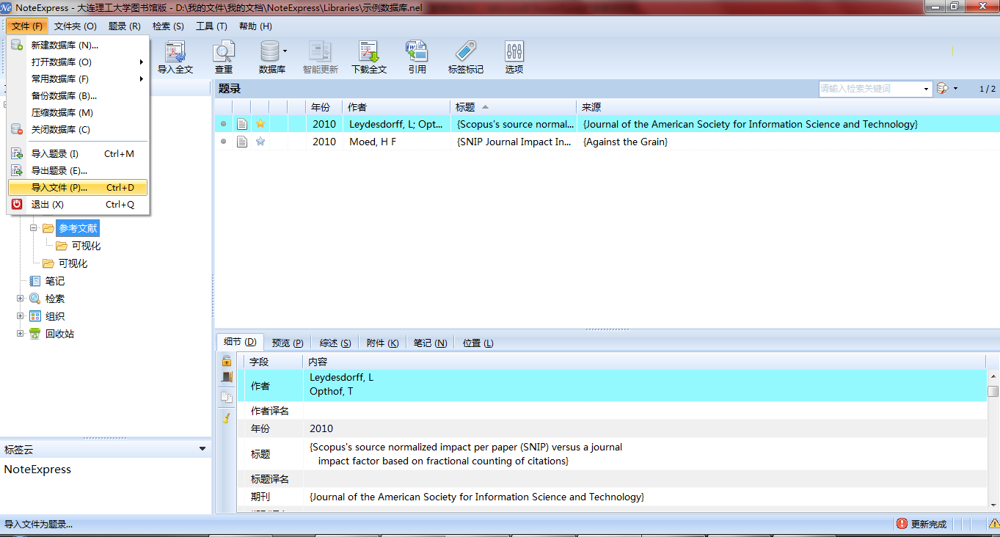 NoteExpress - 大连理工大学图书馆版 - D:\我的文件\我的文档\NoteExpress\Libraries\示例数据库.nel
文件 (F) 文件夹 (O) 题录 (R) 检索 (S) 工具 (T) 帮助 (H)
新建数据库 (N)...
打开数据库 (O)
常用数据库 (F)
备份数据库 (B)...
压缩数据库 (M)
关闭数据库 (C)
导入题录 (I) Ctrl+M
导出题录 (E)...
导入文件 (P)... Ctrl+D
退出 (X) Ctrl+Q
导入全文 查重 数据库 智能更新 下载全文 引用 标签标记 选项
题录 请输入检索关键词 1 / 2
年份 作者 标题 来源
2010 Leydesdorff, L; Opt... {Scopus's source normal... {Journal of the American Society for Information Science and Technology}
2010 Moed, H F {SNIP Journal Impact In... {Against the Grain}
参考文献
可视化
可视化
笔记
检索
组织
回收站
标签云
NoteExpress
细节 (D) 预览 (P) 综述 (S) 附件 (K) 笔记 (N) 位置 (L)
字段 内容
作者 Leydesdorff, L
Opthof, T
作者译名
年份 2010
标题 {Scopus's source normalized impact per paper (SNIP) versus a journal
impact factor based on fractional counting of citations}
标题译名
期刊 {Journal of the American Society for Information Science and Technology}
导入文件为题录... 更新完成